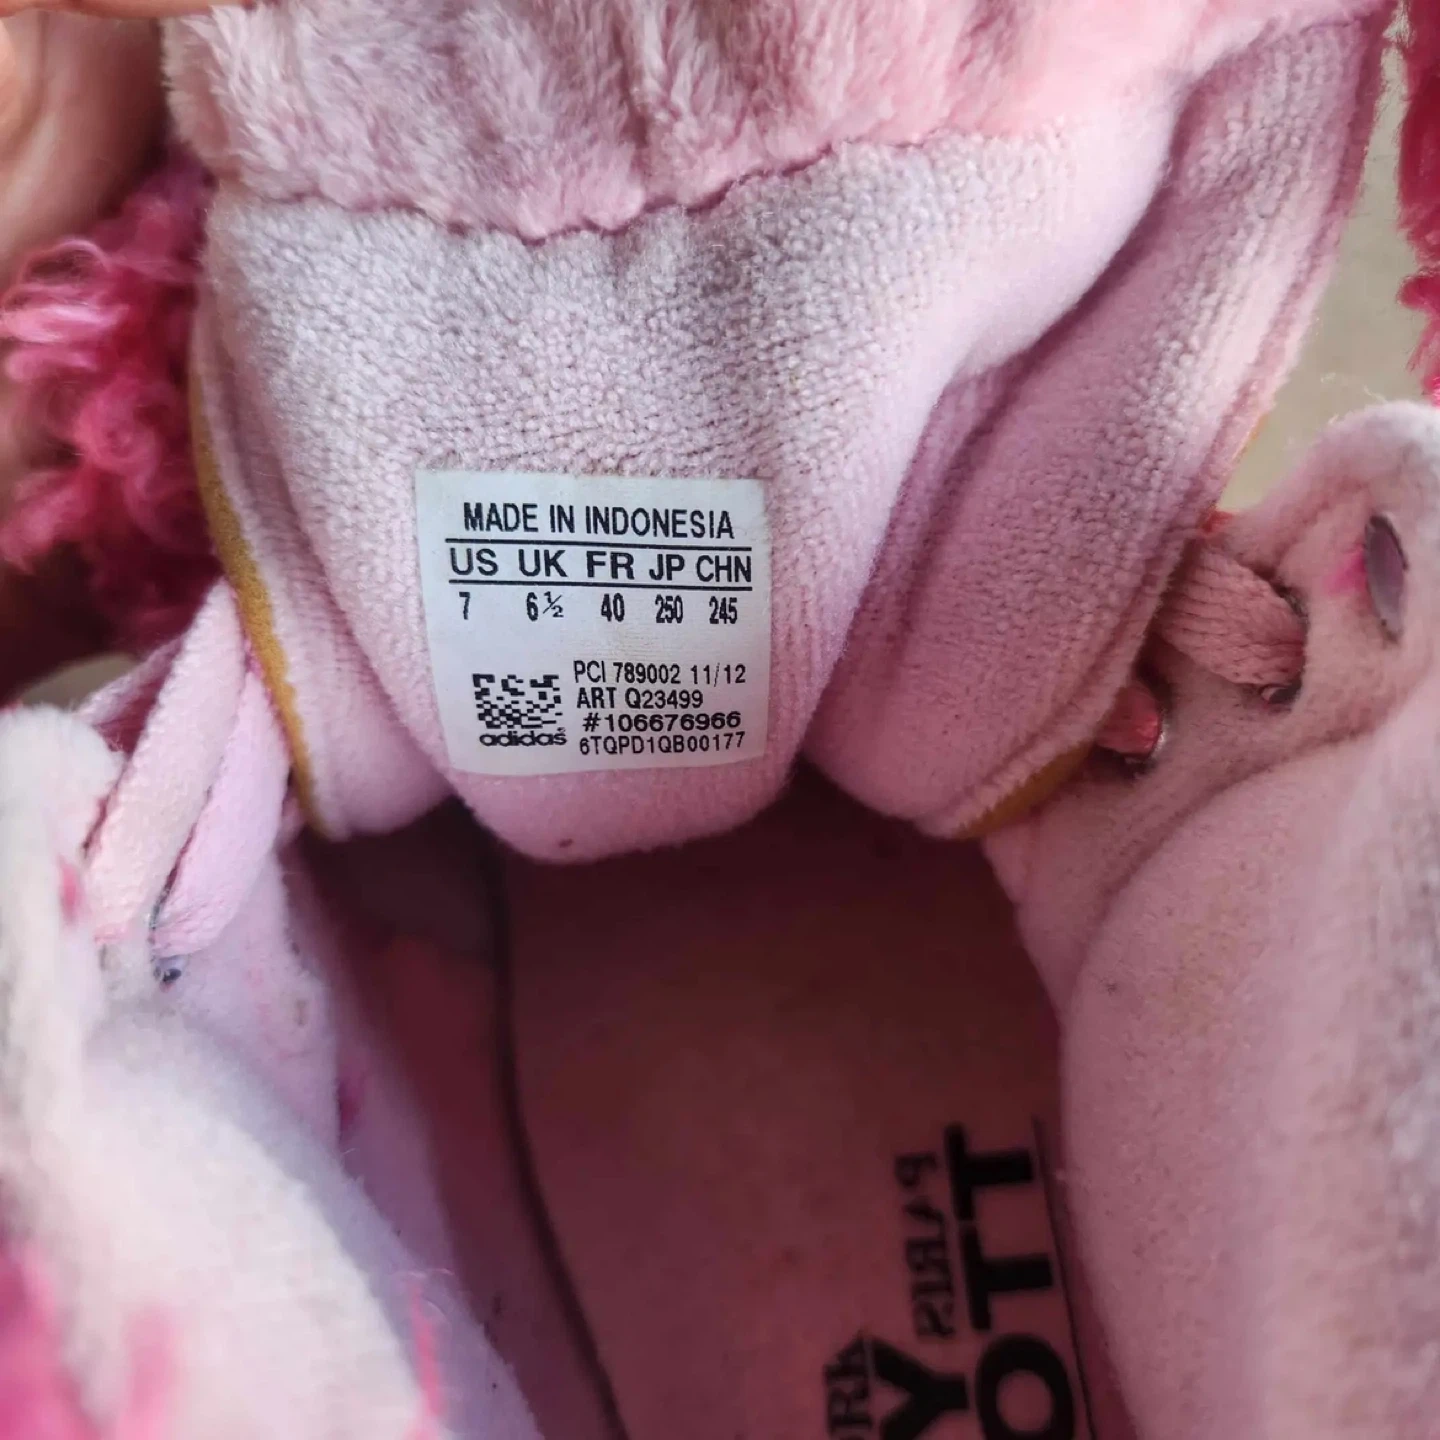 MADE IN INDONESIA
US UK FR JP CHN
7 6½ 40 250 245
PCI 789002 11/12
ART Q23499
#106676966
6TQPD1QB00177
adidas
PARIS
OTT